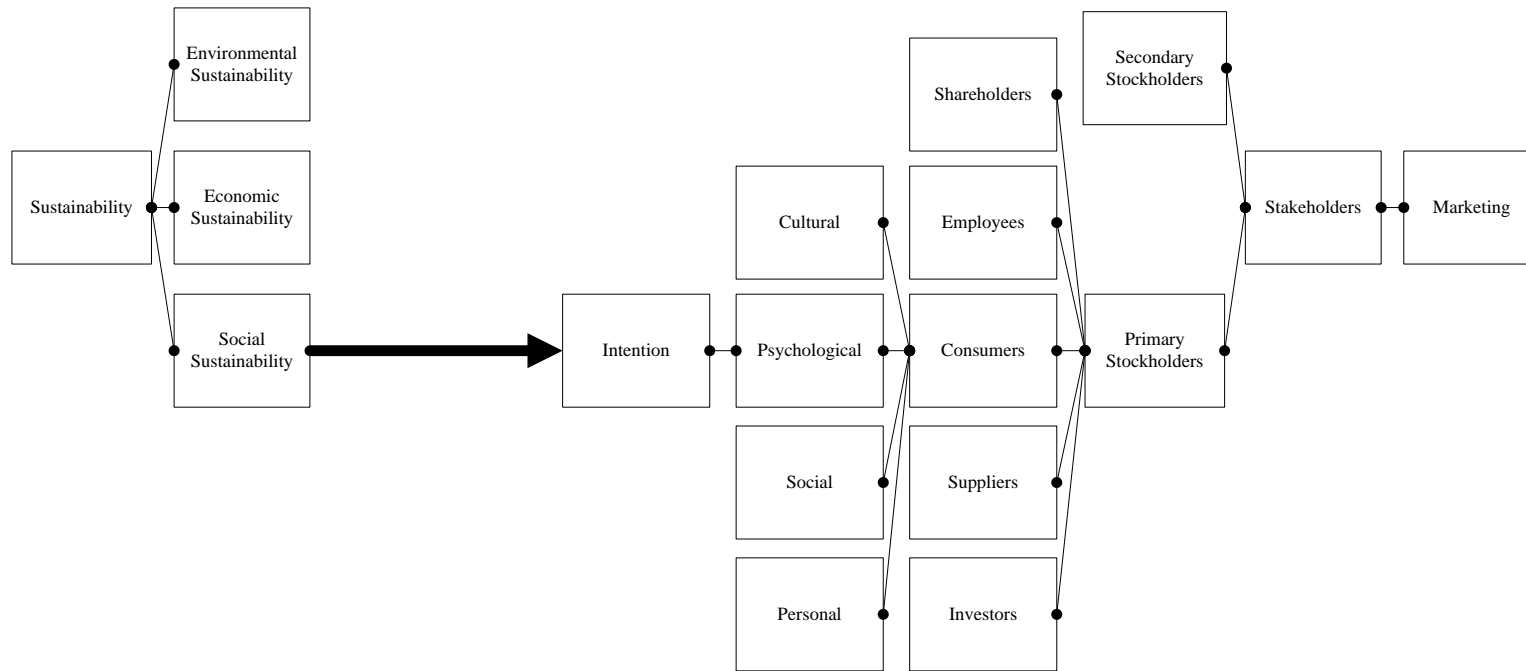 Environmental
Sustainability
Sustainability
Economic
Sustainability
Social
Sustainability
Intention
Cultural
Psychological
Social
Personal
Shareholders
Employees
Consumers
Suppliers
Investors
Secondary
Stockholders
Primary
Stockholders
Stakeholders
Marketing